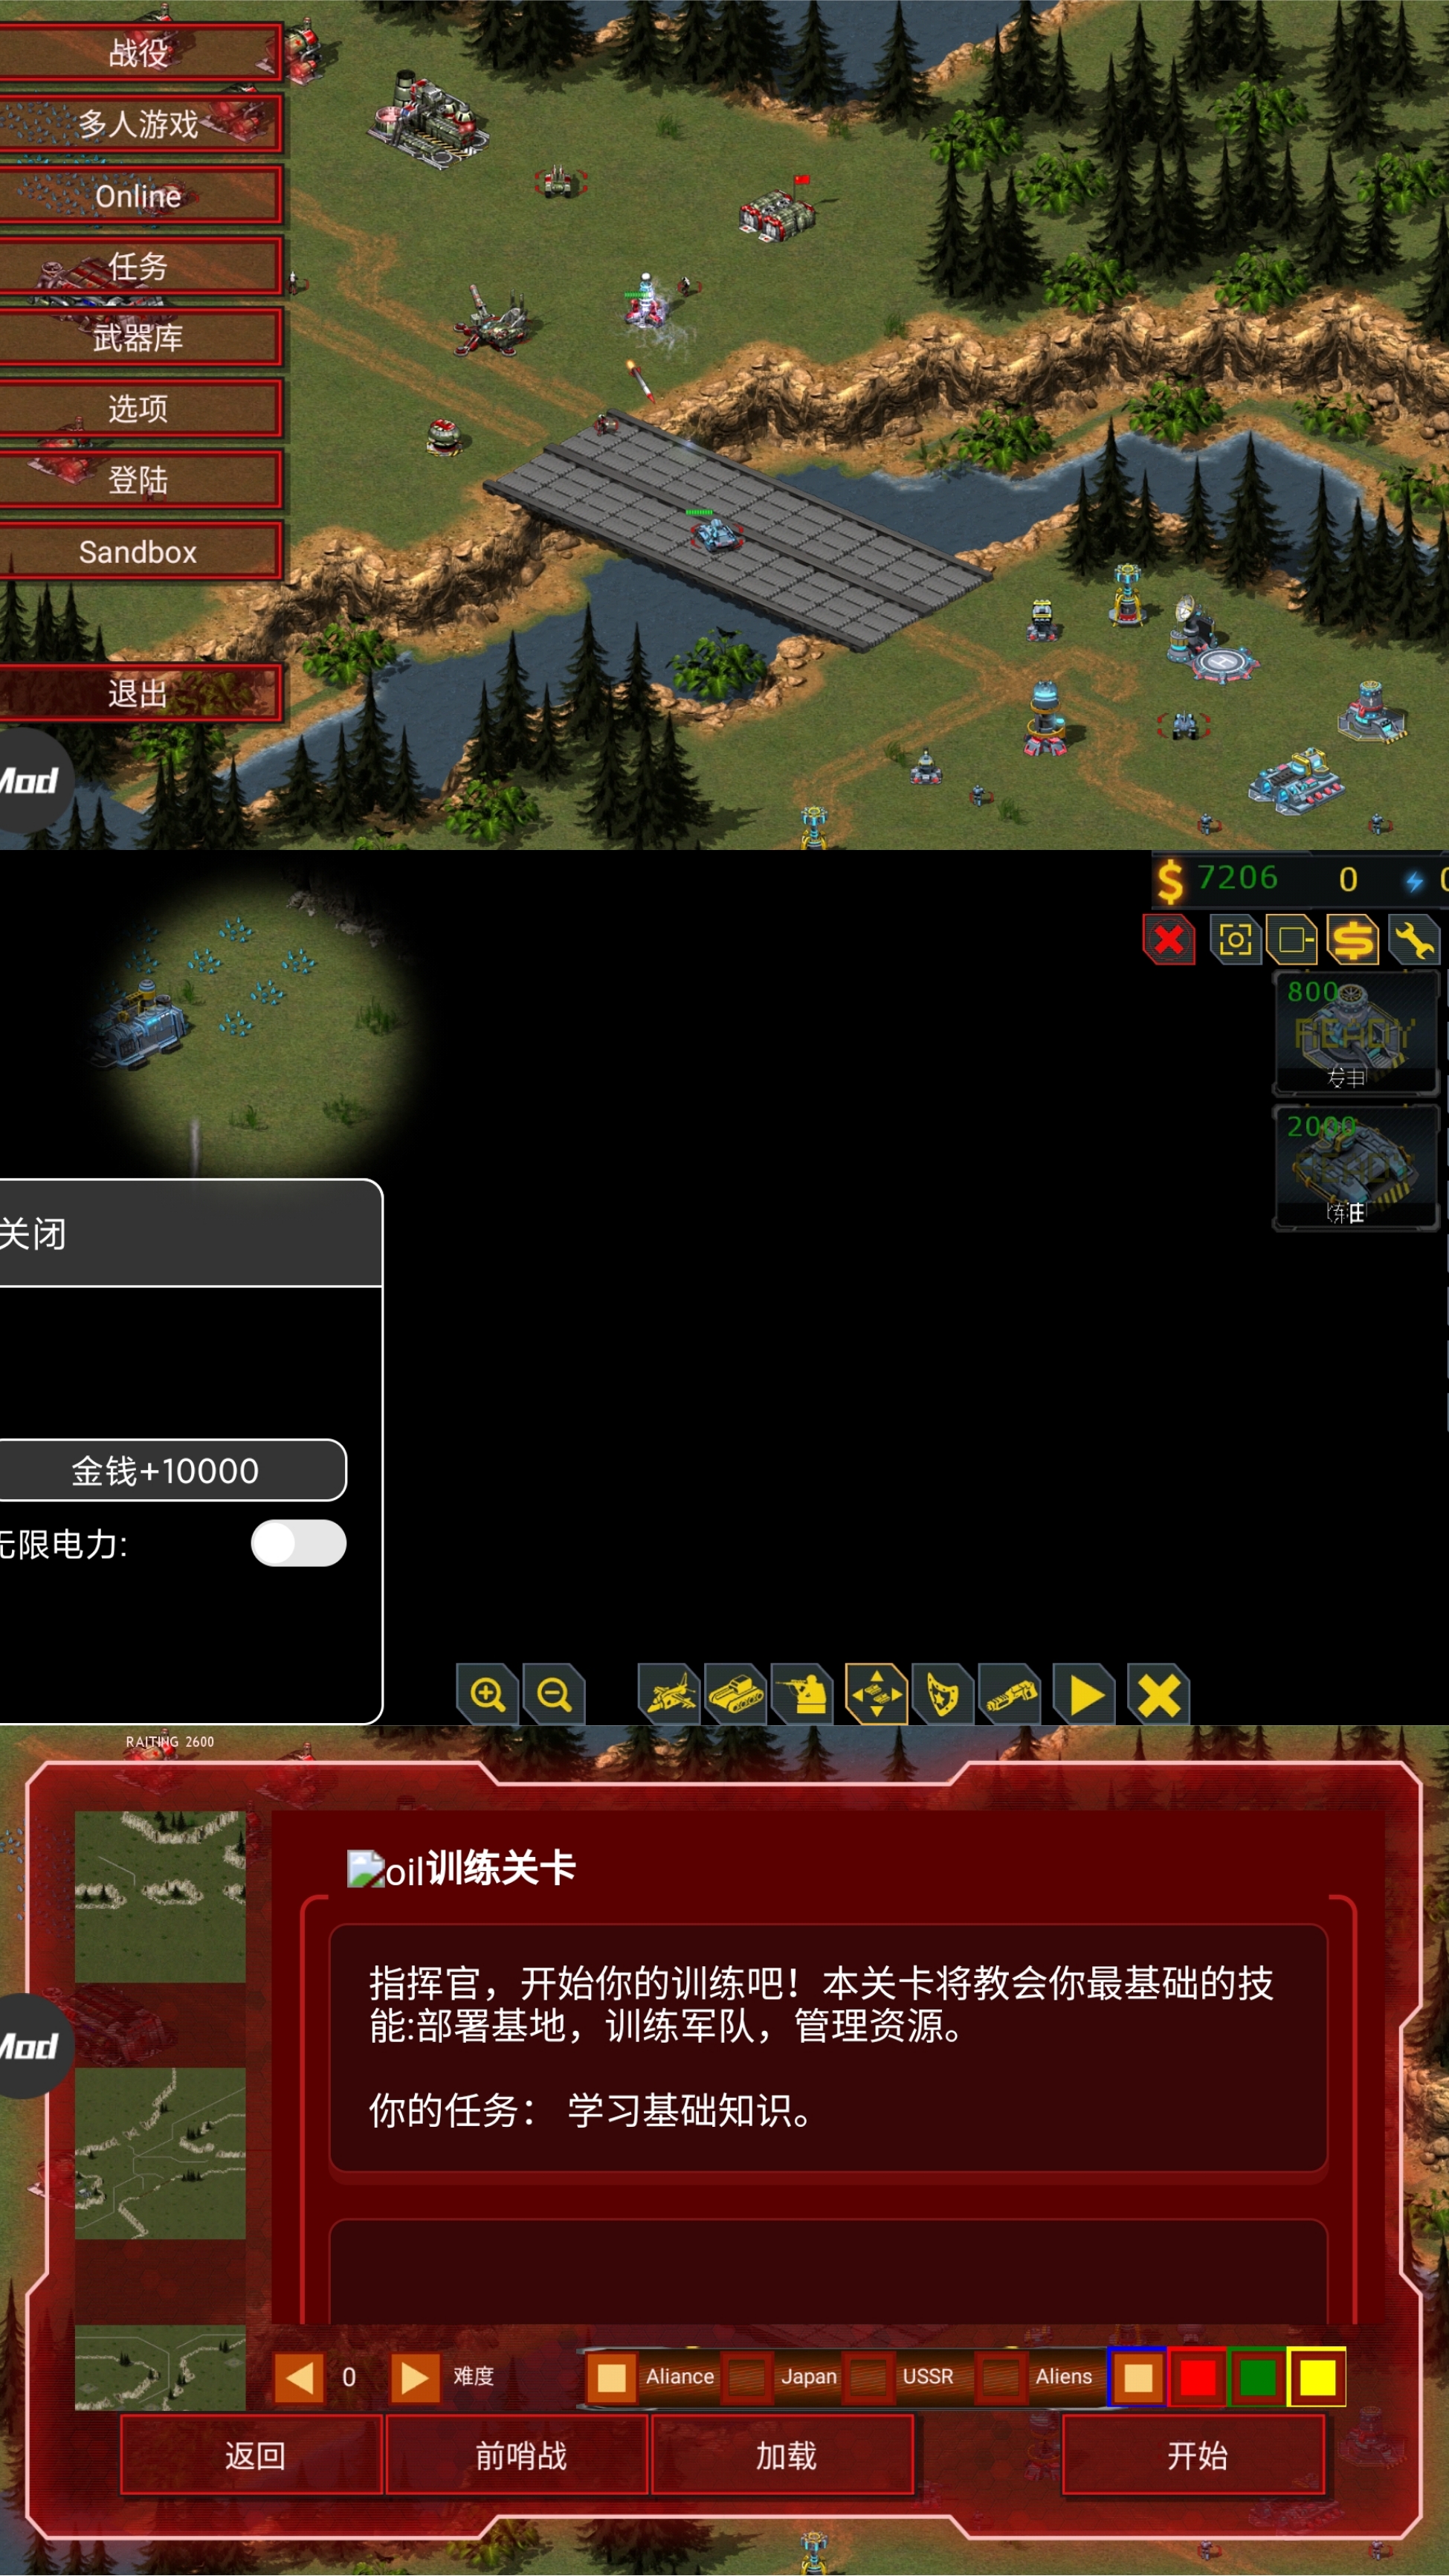 战役
多人游戏
Online
任务
武器库
选项
登陆
Sandbox
退出
Mod
$ 7206 0
800
READY
2000
关闭
金钱+10000
无限电力:
RAITING 2600
oil训练关卡
指挥官，开始你的训练吧！本关卡将教会你最基础的技
能:部署基地，训练军队，管理资源。
你的任务： 学习基础知识。
Mod
0 难度 Aliance Japan USSR Aliens
返回 前哨战 加载 开始